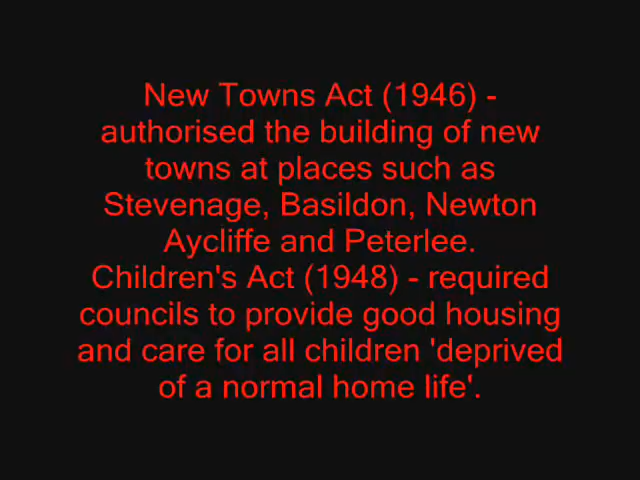 New Towns Act (1946) -
authorised the building of new
towns at places such as
Stevenage, Basildon, Newton
Aycliffe and Peterlee.
Children's Act (1948) - required
councils to provide good housing
and care for all children 'deprived
of a normal home life'.